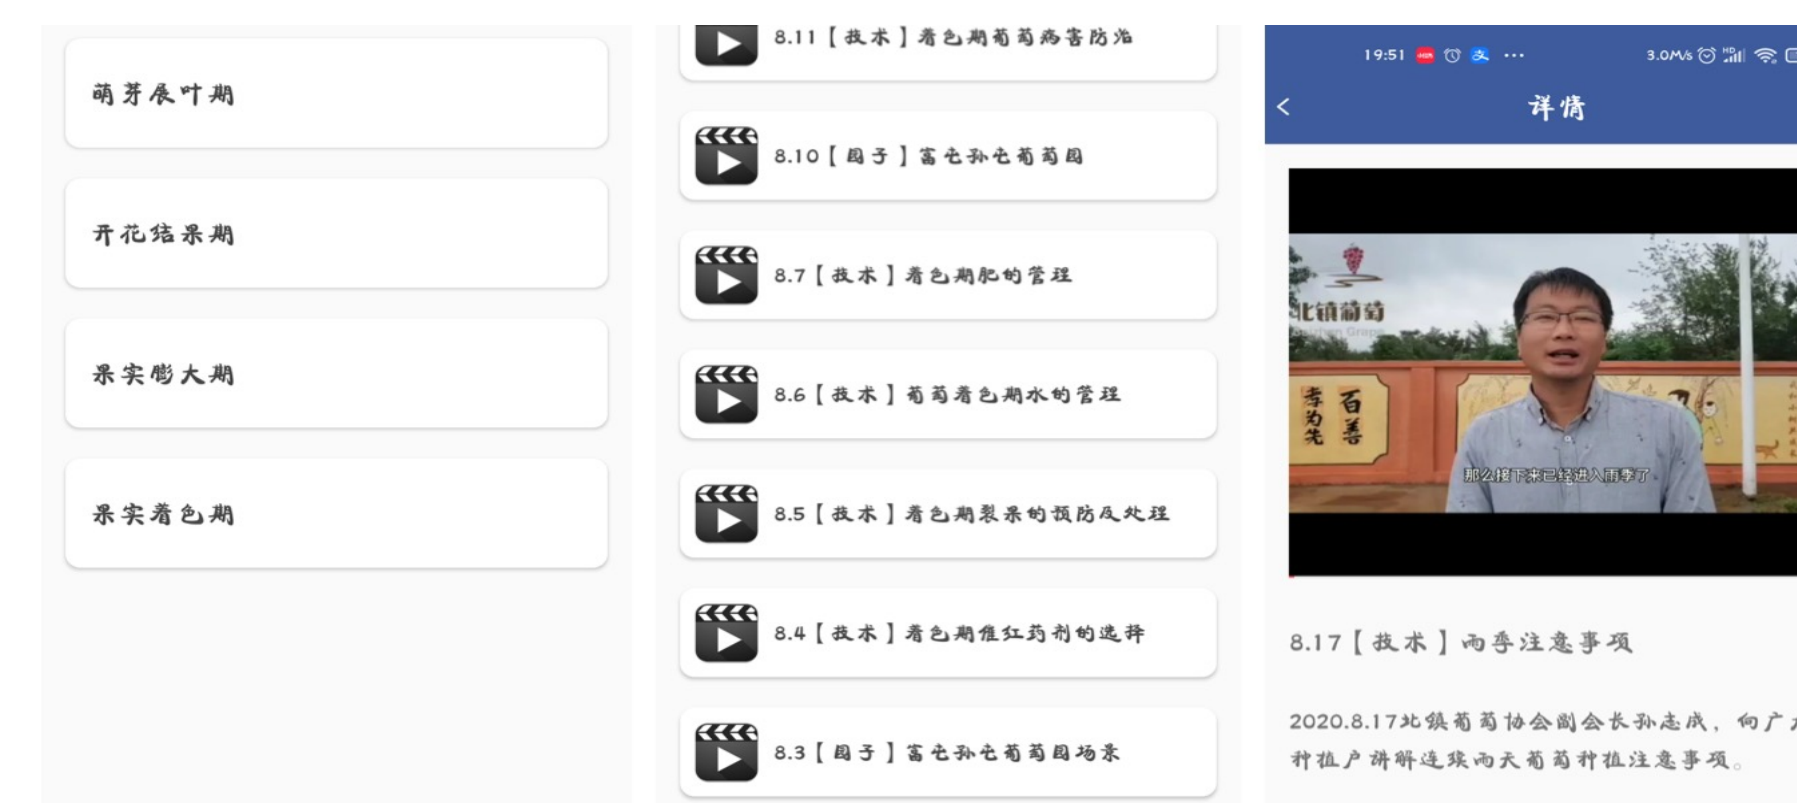 萌芽展叶期
开花结果期
果实膨大期
果实着色期
8.11【技术】着色期葡萄病害防治
8.10【园子】富屯孙屯葡萄园
8.7【技术】着色期肥的管理
8.6【技术】葡萄着色期水的管理
8.5【技术】着色期裂果的预防及处理
8.4【技术】着色期催红药剂的选择
8.3【园子】富屯孙屯葡萄园场景
19:51
3.0M/s
HD
详情
北镇葡萄
百善
孝为先
那么接下来已经进入雨季了
8.17【技术】雨季注意事项
2020.8.17北镇葡萄协会副会长孙志成，向广
种植户讲解连续雨天葡萄种植注意事项。